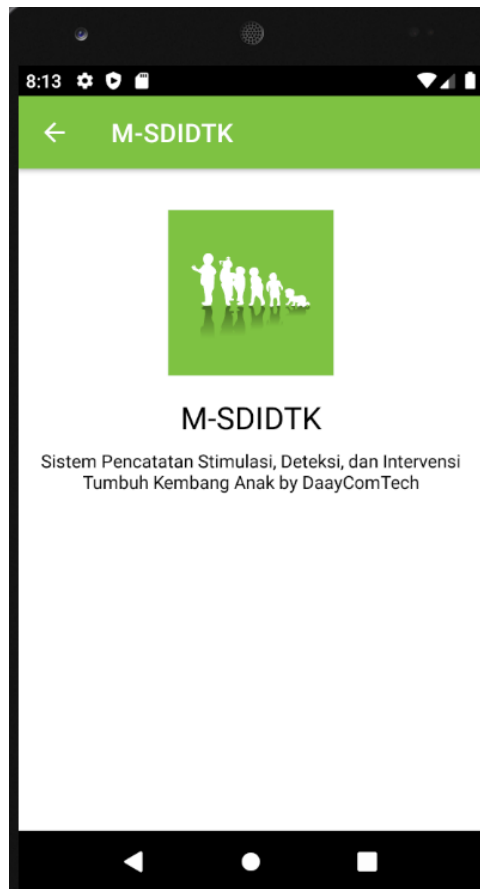 8:13
M-SDIDTK
M-SDIDTK
Sistem Pencatatan Stimulasi, Deteksi, dan Intervensi
Tumbuh Kembang Anak by DaayComTech